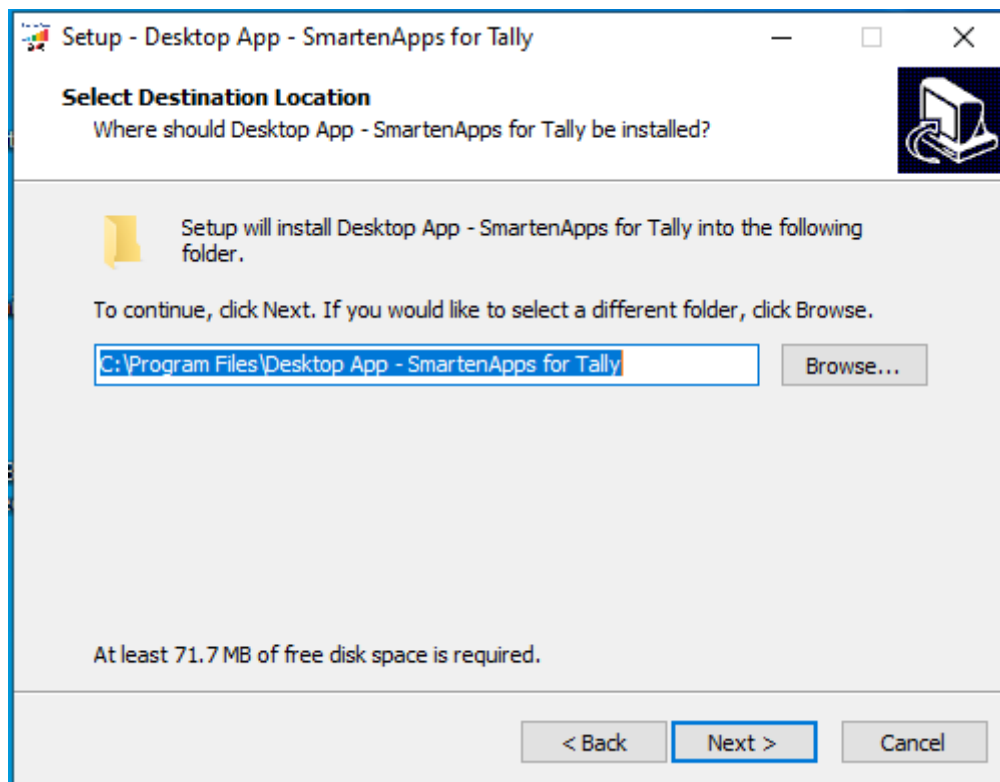 Setup - Desktop App - SmartenApps for Tally
Select Destination Location
Where should Desktop App - SmartenApps for Tally be installed?
Setup will install Desktop App - SmartenApps for Tally into the following
folder.
To continue, click Next. If you would like to select a different folder, click Browse.
C:\Program Files\Desktop App - SmartenApps for Tally
Browse...
At least 71.7 MB of free disk space is required.
< Back
Next >
Cancel